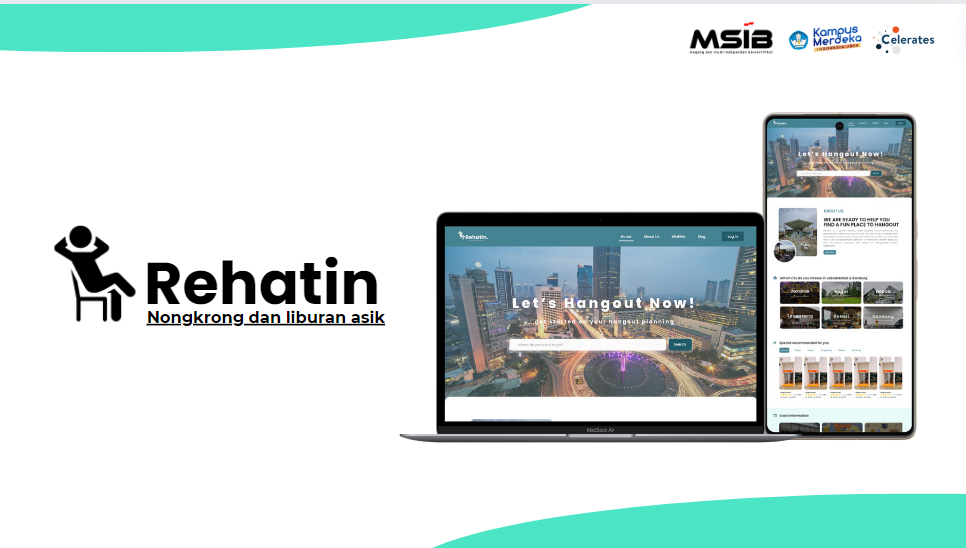 MSIB
magang dan studi independen bersertifikat
Kampus
Merdeka
INDONESIA JAYA
Celerates
Rehatin
Nongkrong dan liburan asik
Rehatin.
Home About Us Wishlist Blog Log In
Let's Hangout Now!
get started on your hangout planning
Search
MacBook Air
Let's Hangout Now!
ABOUT US
WE ARE READY TO HELP YOU
FIND A FUN PLACE TO HANGOUT
Which city do you choose in Jabodetabek & Bandung
Jakarta Bogor Depok
Tangerang Bekasi Bandung
Special recommended for you
Event Information